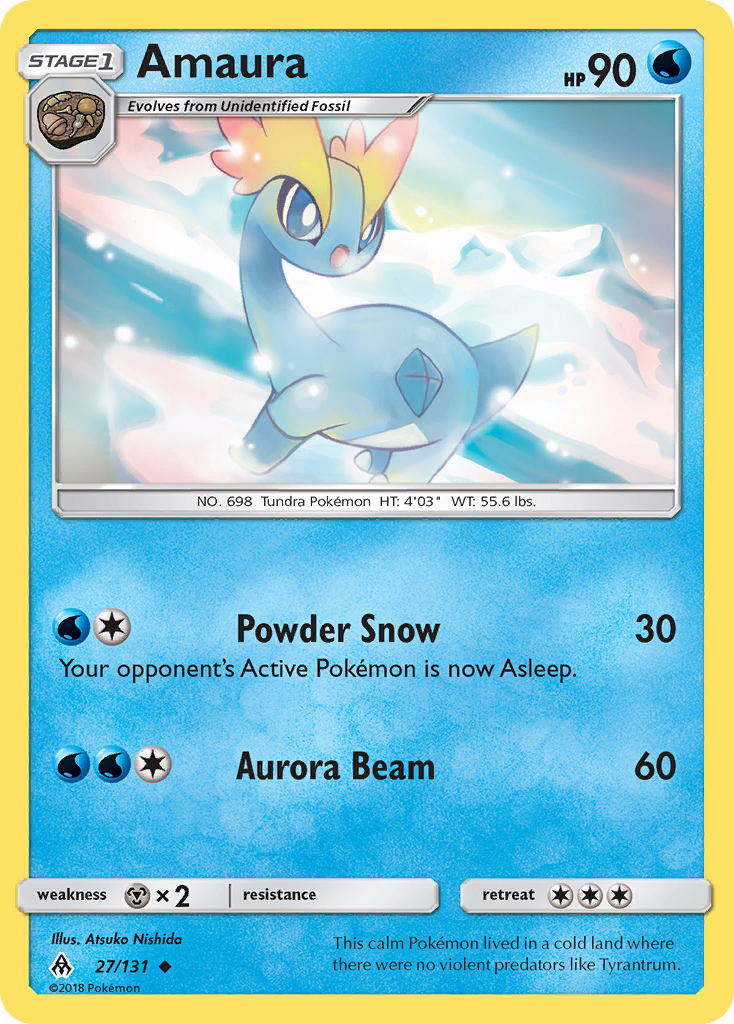 STAGE1
Amaura
HP90
Evolves from Unidentified Fossil
NO. 698 Tundra Pokémon HT: 4'03" WT: 55.6 lbs.
Powder Snow 30
Your opponent's Active Pokémon is now Asleep.
Aurora Beam 60
weakness ×2 resistance retreat
Illus. Atsuko Nishida
27/131
©2018 Pokémon
This calm Pokémon lived in a cold land where
there were no violent predators like Tyrantrum.